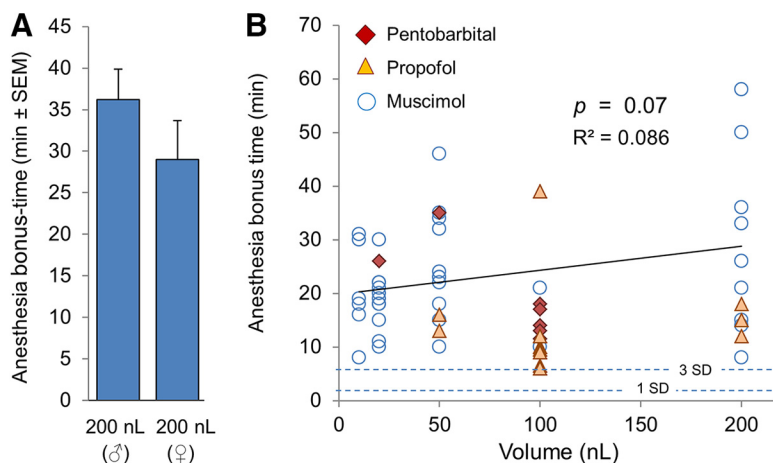 A
Anesthesia bonus-time (min ± SEM)
45
40
35
30
25
20
15
10
5
0
200 nL 200 nL
(♂) (♀)
B
Anesthesia bonus time (min)
70
60
50
40
30
20
10
0
Pentobarbital
Propofol
Muscimol
p = 0.07
R² = 0.086
3 SD
1 SD
0 50 100 150 200
Volume (nL)